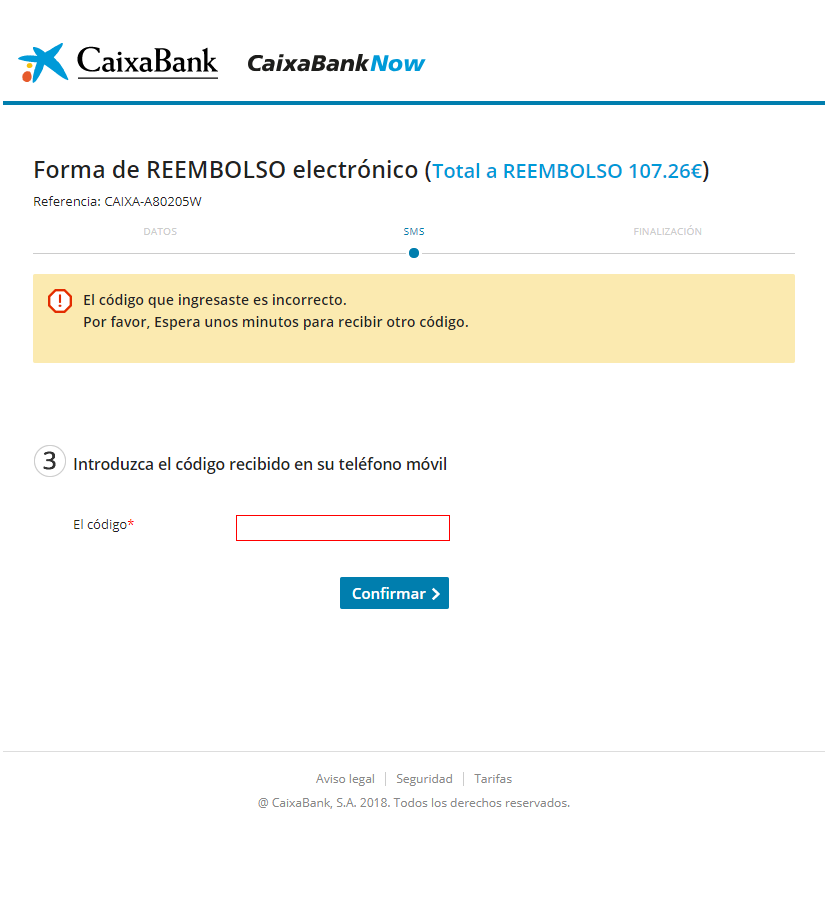 CaixaBank CaixaBankNow
Forma de REEMBOLSO electrónico (Total a REEMBOLSO 107.26€)
Referencia: CAIXA-A80205W
DATOS SMS FINALIZACIÓN
El código que ingresaste es incorrecto.
Por favor, Espera unos minutos para recibir otro código.
3 Introduzca el código recibido en su teléfono móvil
El código*
Confirmar
Aviso legal Seguridad Tarifas
@ CaixaBank, S.A. 2018. Todos los derechos reservados.